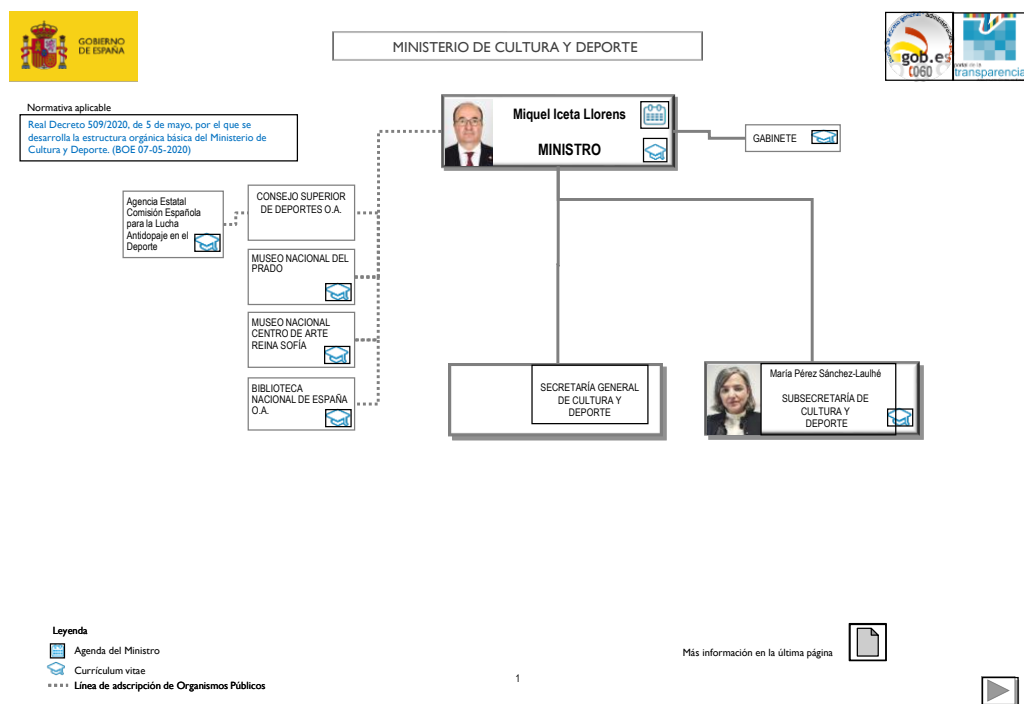 GOBIERNO
DE ESPAÑA
MINISTERIO DE CULTURA Y DEPORTE
gob.es
060
transparencia
Normativa aplicable
Real Decreto 509/2020, de 5 de mayo, por el que se
desarrolla la estructura orgánica básica del Ministerio de
Cultura y Deporte. (BOE 07-05-2020)
Miquel Iceta Llorens
MINISTRO
GABINETE
Agencia Estatal
Comisión Española
para la Lucha
Antidopaje en el
Deporte
CONSEJO SUPERIOR
DE DEPORTES O.A.
MUSEO NACIONAL DEL
PRADO
MUSEO NACIONAL
CENTRO DE ARTE
REINA SOFÍA
BIBLIOTECA
NACIONAL DE ESPAÑA
O.A.
SECRETARÍA GENERAL
DE CULTURA Y
DEPORTE
María Pérez Sánchez-Laulhé
SUBSECRETARÍA DE
CULTURA Y
DEPORTE
Leyenda
Agenda del Ministro
Currículum vitae
Línea de adscripción de Organismos Públicos
Más información en la última página
1